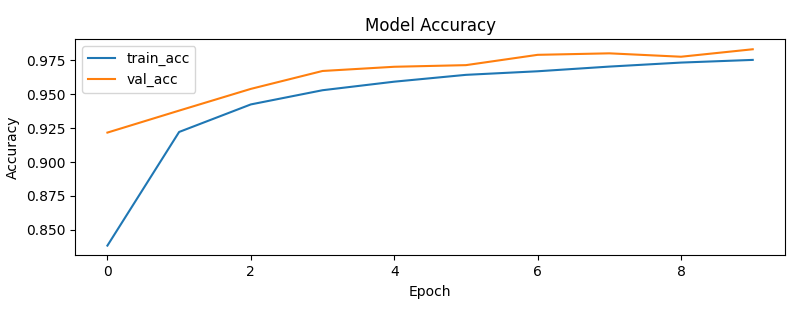 Model Accuracy
train_acc
val_acc
0.975
0.950
0.925
0.900
0.875
0.850
Accuracy
0 2 4 6 8
Epoch